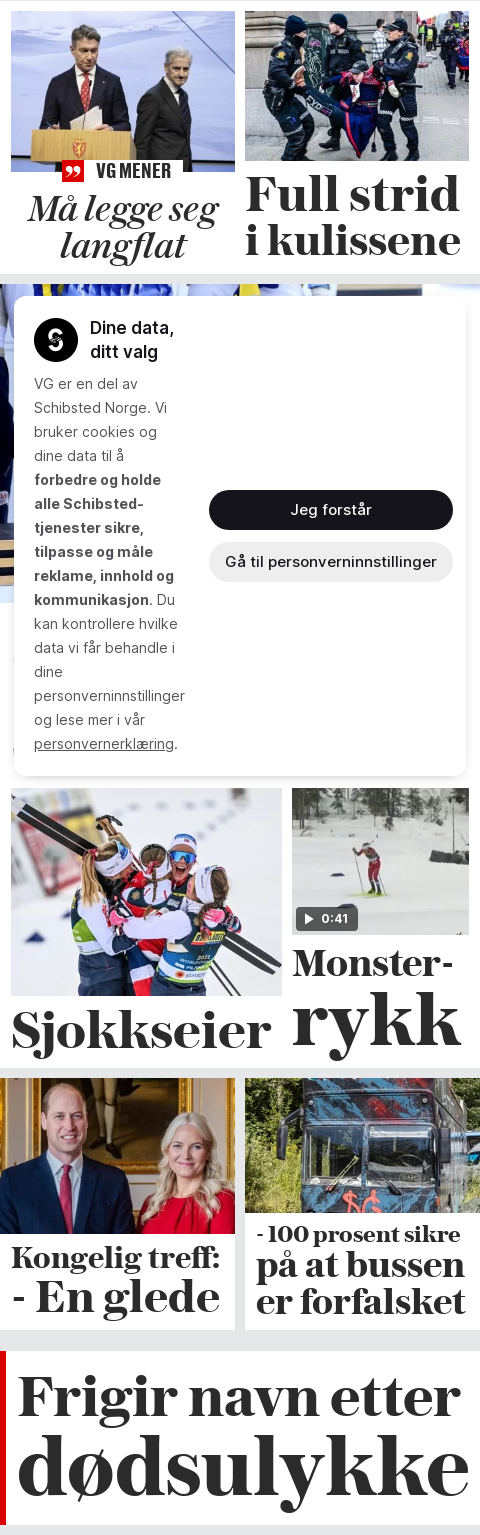 VG MENER
Må legge seg
langflat
Full strid
i kulissene
Dine data,
ditt valg
VG er en del av
Schibsted Norge. Vi
bruker cookies og
dine data til å
forbedre og holde
alle Schibsted-
tjenester sikre,
tilpasse og måle
reklame, innhold og
kommunikasjon. Du
kan kontrollere hvilke
data vi får behandle i
dine
personverninnstillinger
og lese mer i vår
personvernerklæring.
Jeg forstår
Gå til personverninnstillinger
Sjokkseier
0:41
Monster-
rykk
Kongelig treff:
- En glede
- 100 prosent sikre
på at bussen
er forfalsket
Frigir navn etter
dødsulykke